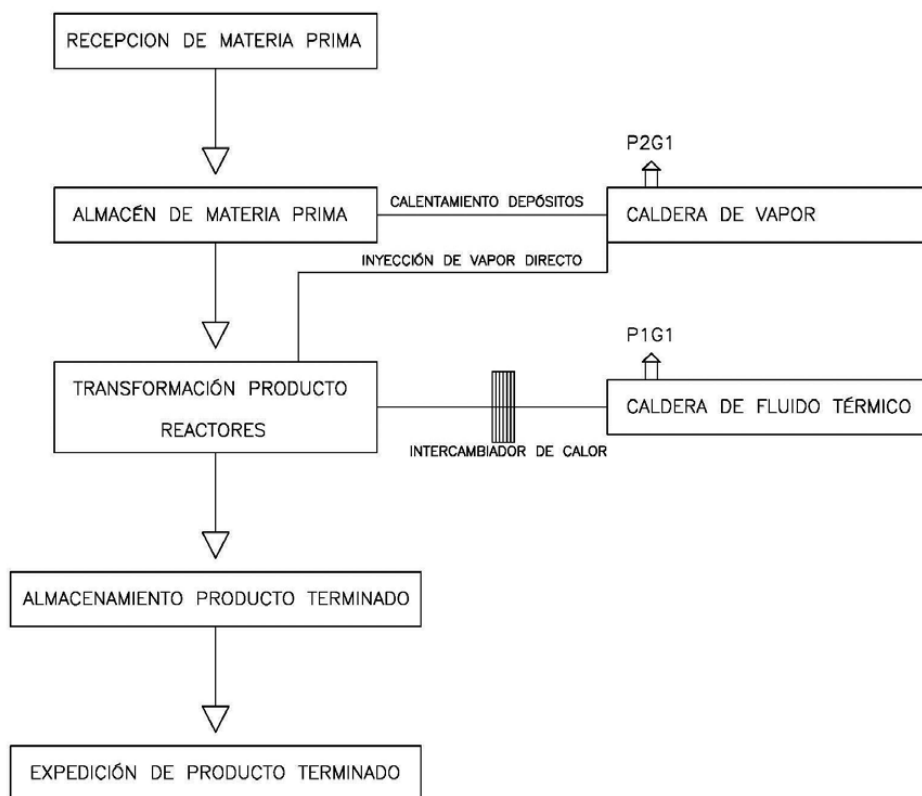 RECEPCION DE MATERIA PRIMA
P2G1
ALMACÉN DE MATERIA PRIMA
CALENTAMIENTO DEPÓSITOS
CALDERA DE VAPOR
INYECCIÓN DE VAPOR DIRECTO
P1G1
TRANSFORMACIÓN PRODUCTO
REACTORES
CALDERA DE FLUIDO TÉRMICO
INTERCAMBIADOR DE CALOR
ALMACENAMIENTO PRODUCTO TERMINADO
EXPEDICIÓN DE PRODUCTO TERMINADO